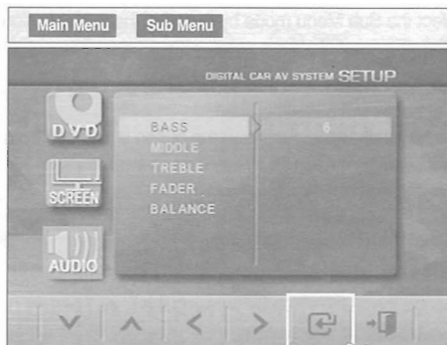 Main Menu Sub Menu
DIGITAL CAR AV SYSTEM SETUP
DVD
BASS 6
MIDDLE
TREBLE
SCREEN
FADER
BALANCE
AUDIO